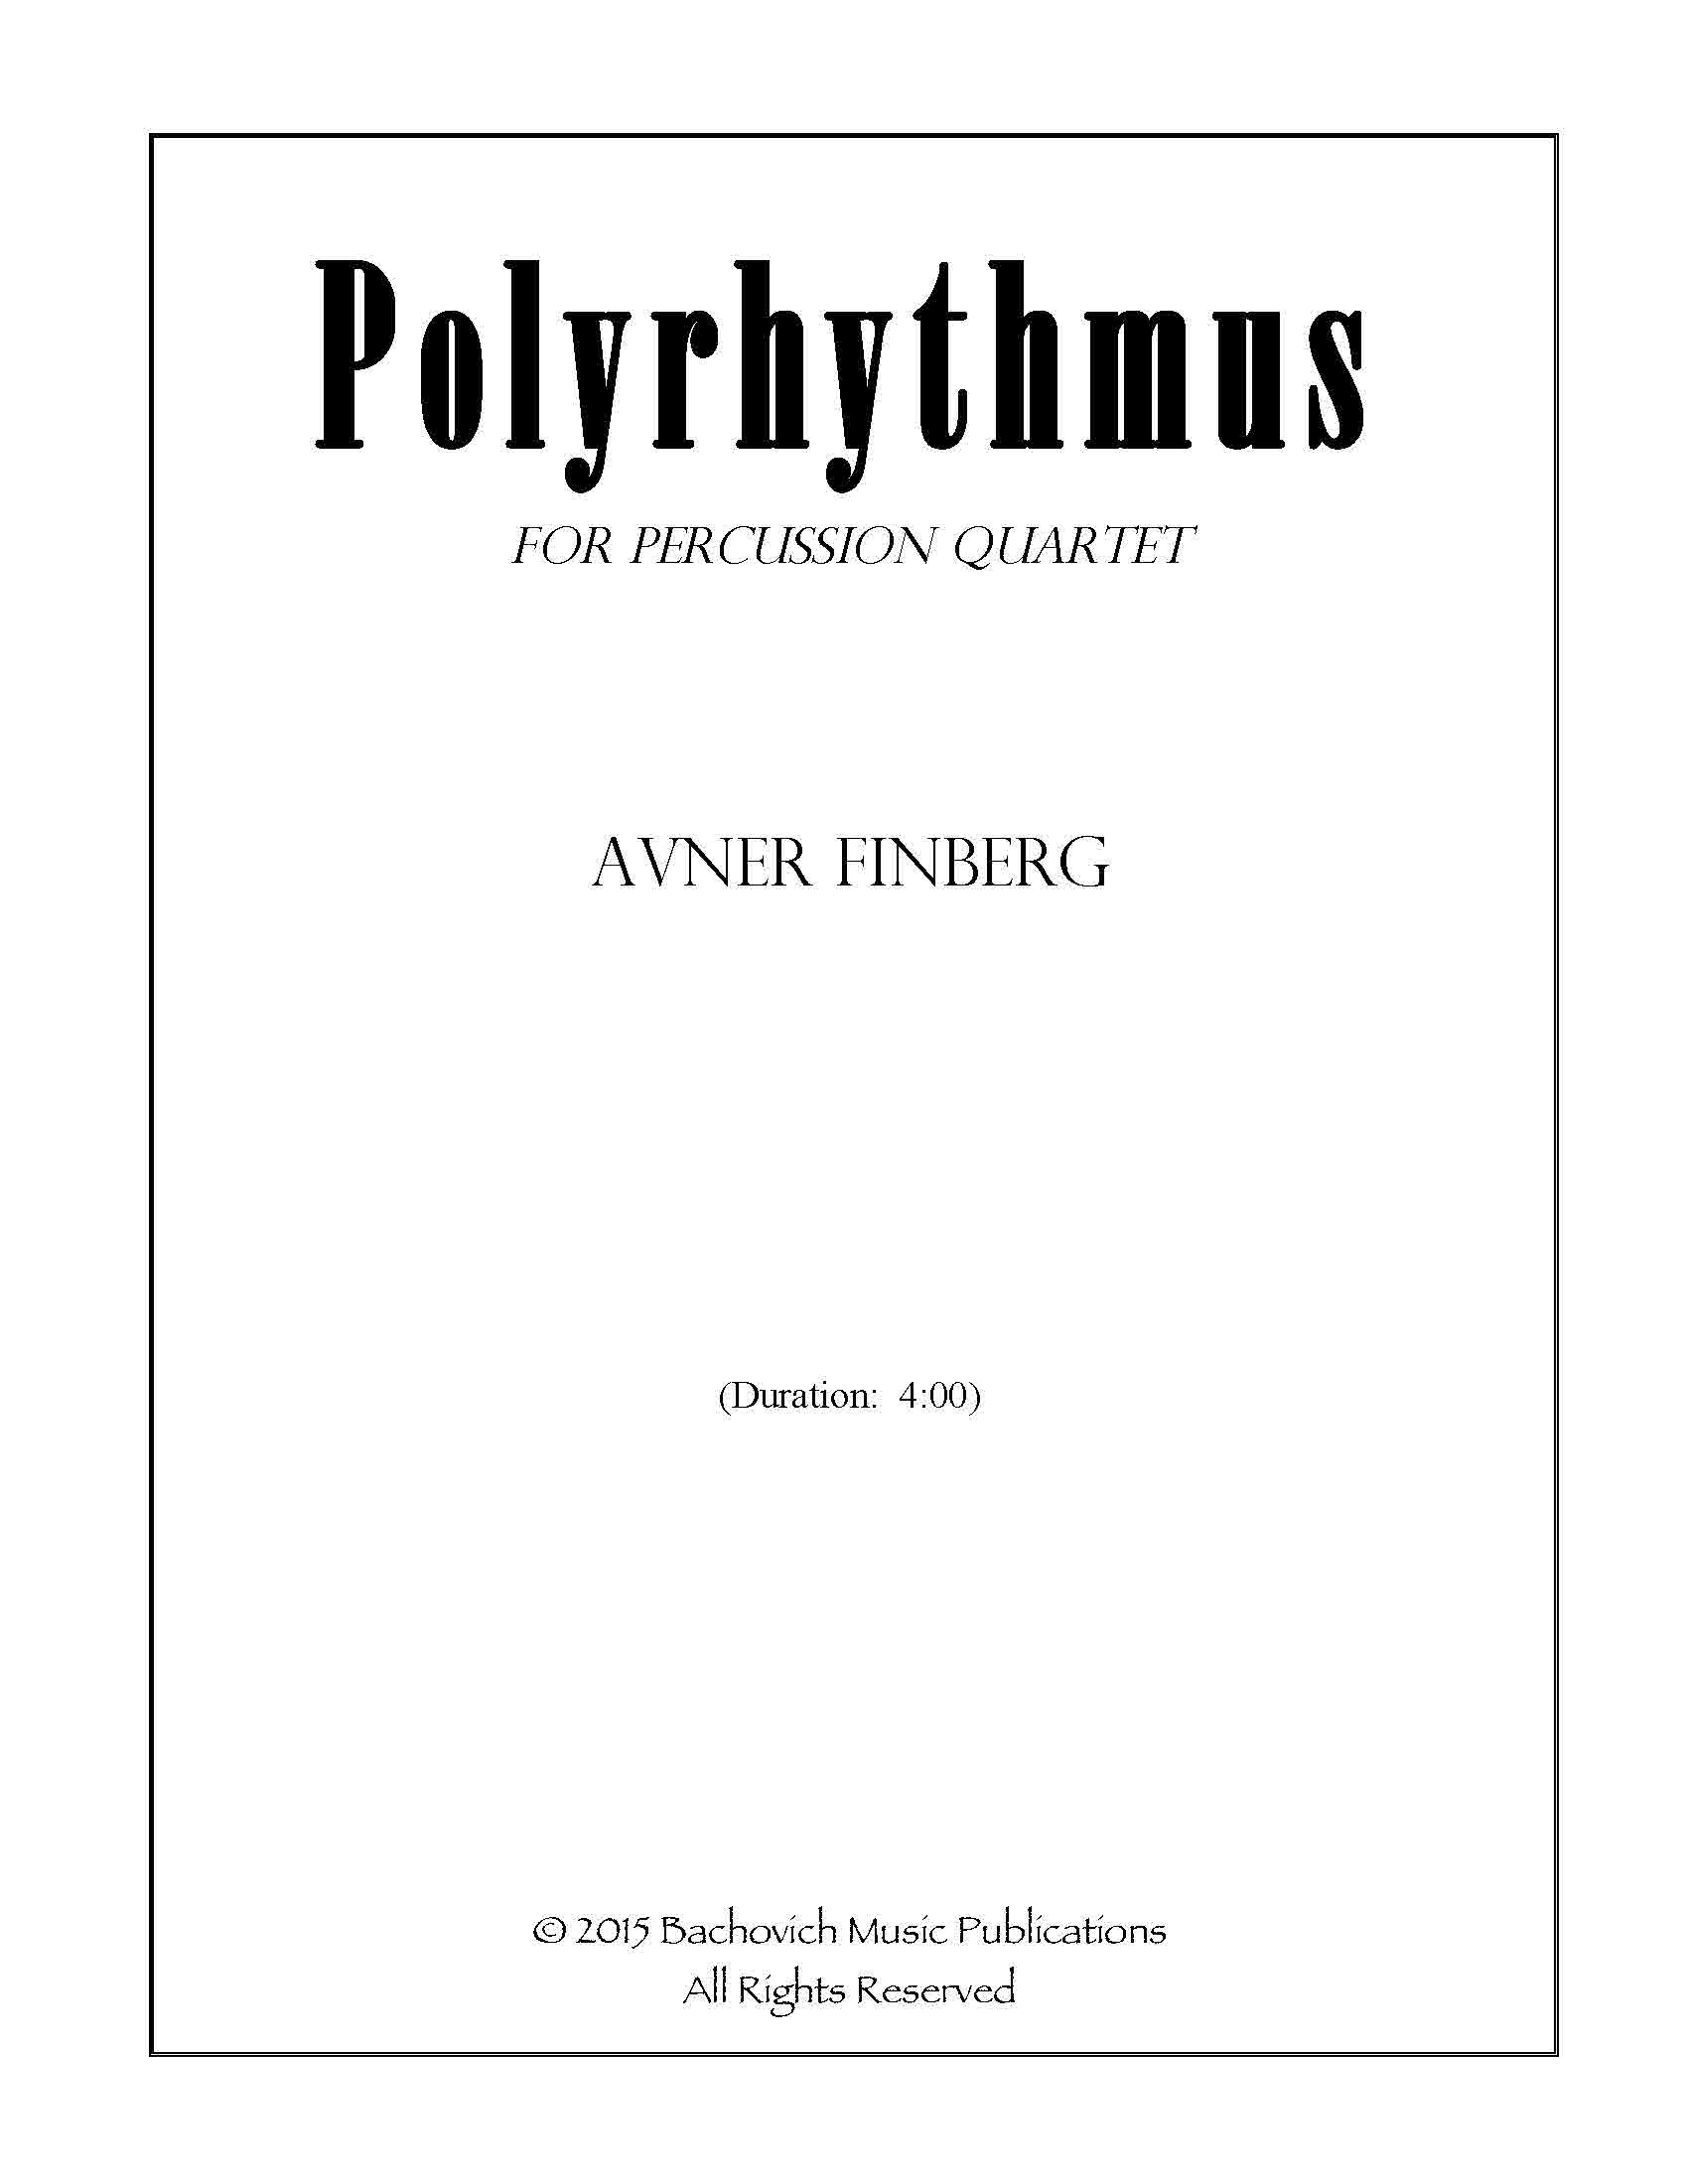 Polyrhythmus
FOR PERCUSSION QUARTET
AVNER FINBERG
(Duration: 4:00)
© 2015 Bachovich Music Publications
All Rights Reserved